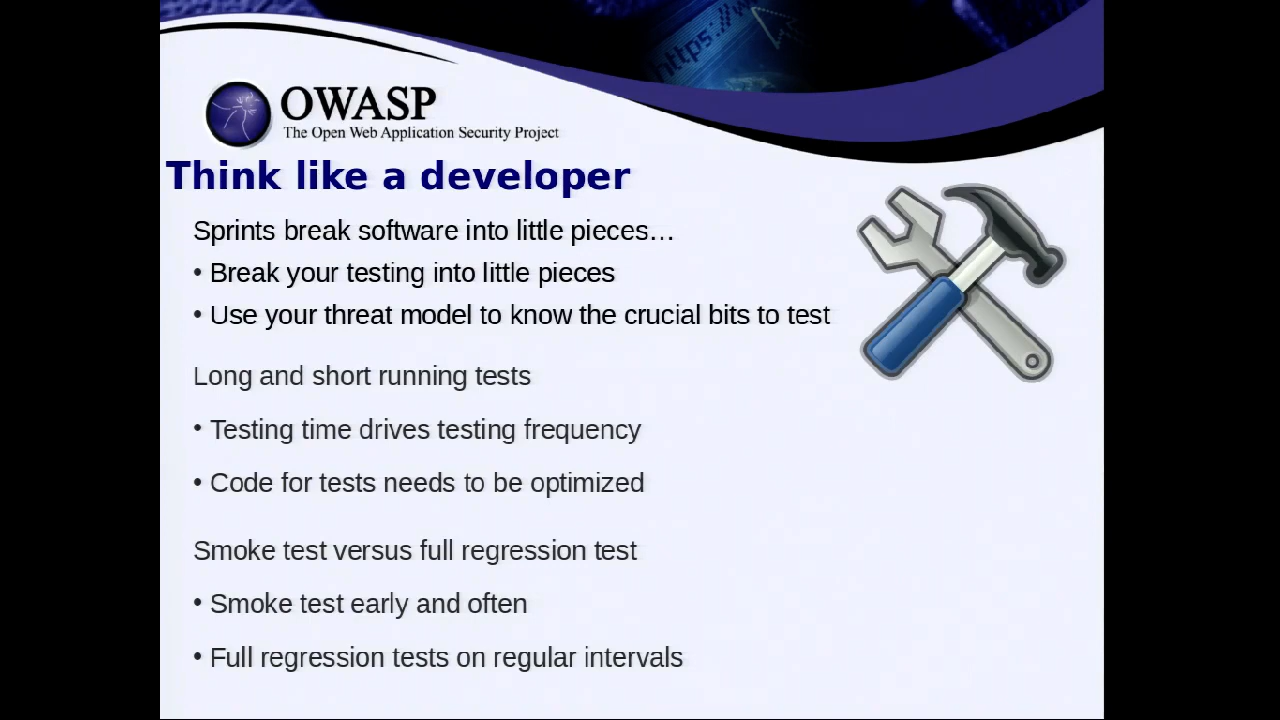 https://w
OWASP
The Open Web Application Security Project
Think like a developer
Sprints break software into little pieces…
• Break your testing into little pieces
• Use your threat model to know the crucial bits to test
Long and short running tests
• Testing time drives testing frequency
• Code for tests needs to be optimized
Smoke test versus full regression test
• Smoke test early and often
• Full regression tests on regular intervals